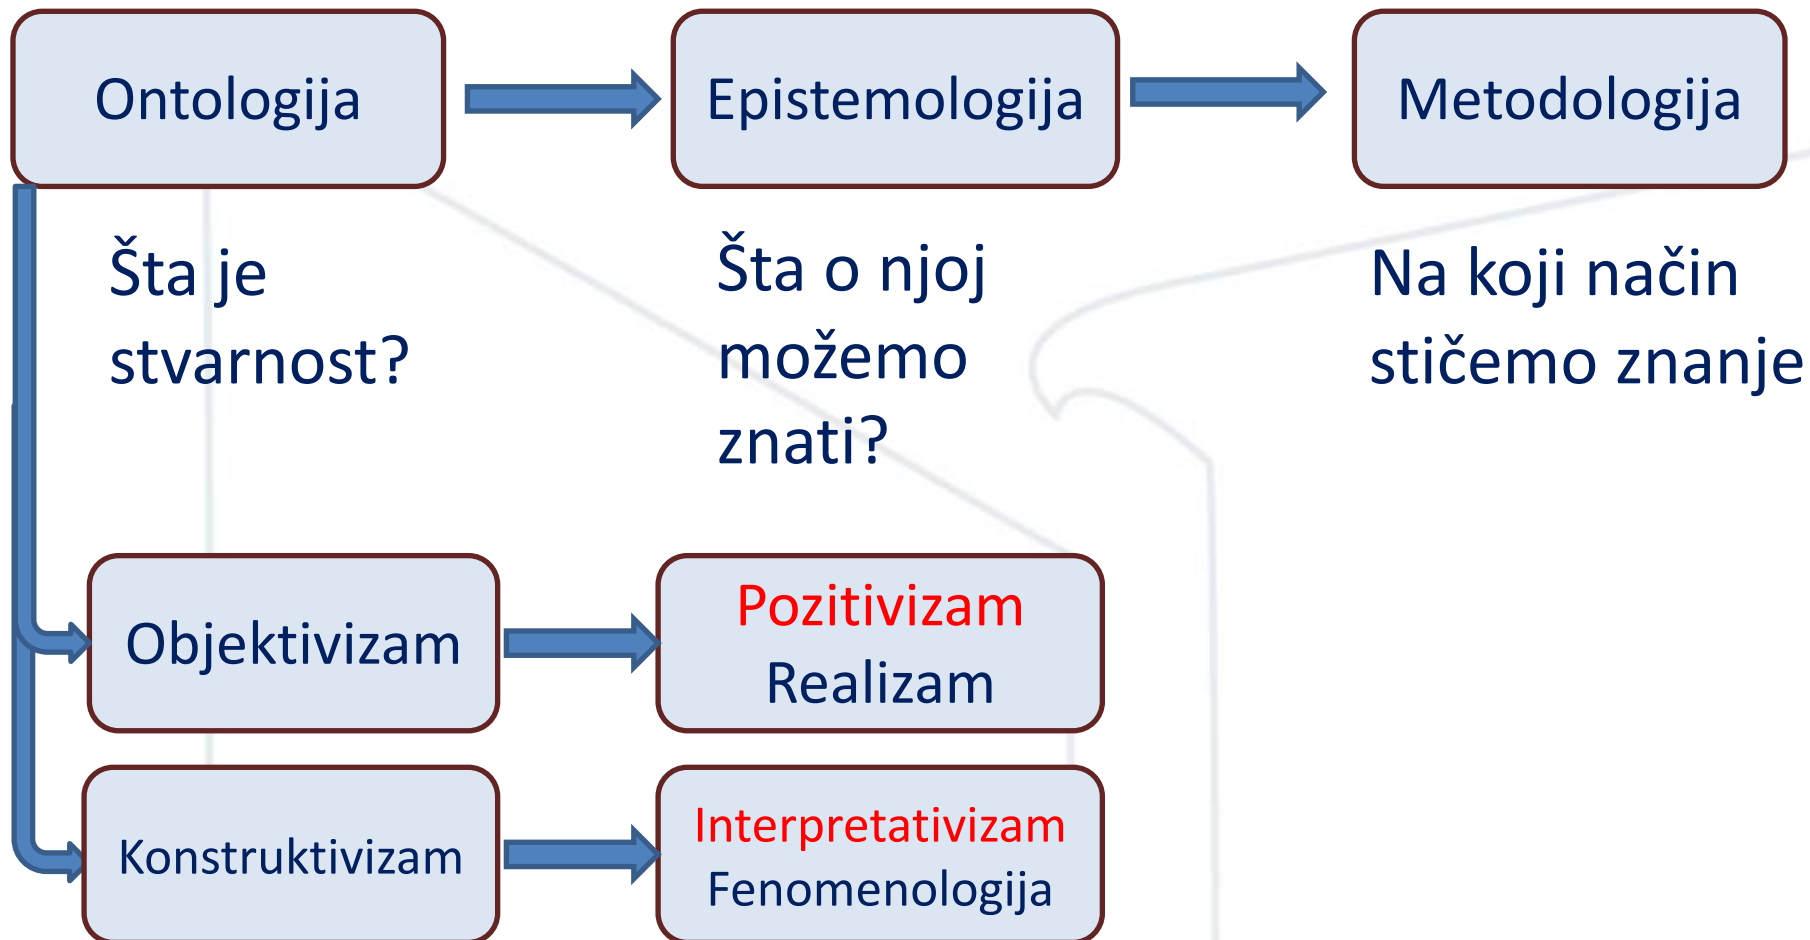 Ontologija
Epistemologija
Metodologija
Šta je
stvarnost?
Šta o njoj
možemo
znati?
Na koji način
stičemo znanje
Objektivizam
Pozitivizam
Realizam
Konstruktivizam
Interpretativizam
Fenomenologija